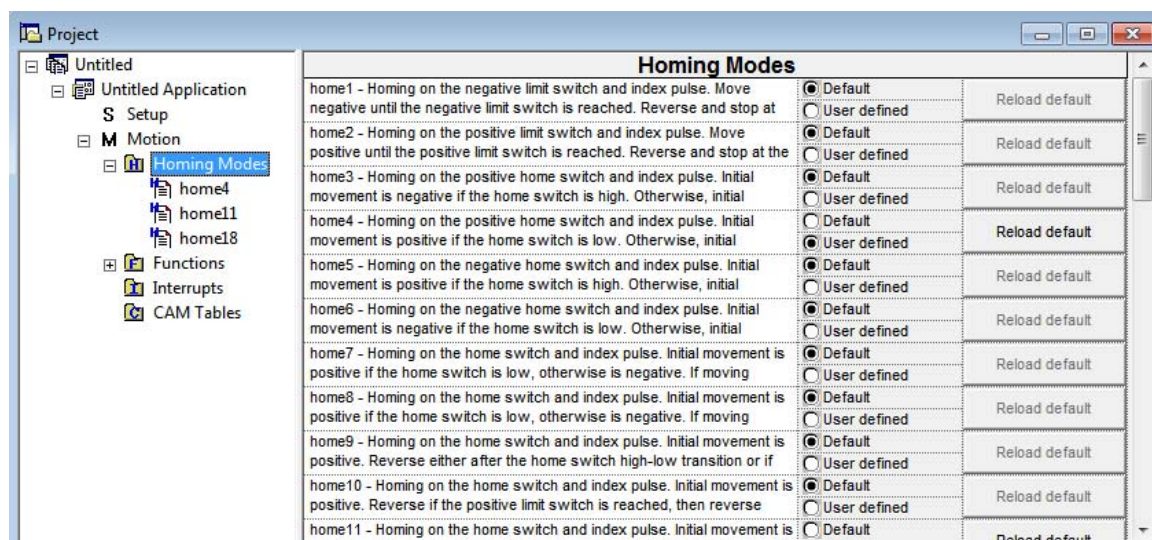 Project
Untitled
Untitled Application
S Setup
M Motion
H Homing Modes
home4
home11
home18
F Functions
I Interrupts
C CAM Tables
Homing Modes
home1 - Homing on the negative limit switch and index pulse. Move
negative until the negative limit switch is reached. Reverse and stop at
Default
User defined
Reload default
home2 - Homing on the positive limit switch and index pulse. Move
positive until the positive limit switch is reached. Reverse and stop at the
Default
User defined
Reload default
home3 - Homing on the positive home switch and index pulse. Initial
movement is negative if the home switch is high. Otherwise, initial
Default
User defined
Reload default
home4 - Homing on the positive home switch and index pulse. Initial
movement is positive if the home switch is low. Otherwise, initial
Default
User defined
Reload default
home5 - Homing on the negative home switch and index pulse. Initial
movement is positive if the home switch is high. Otherwise, initial
Default
User defined
Reload default
home6 - Homing on the negative home switch and index pulse. Initial
movement is negative if the home switch is low. Otherwise, initial
Default
User defined
Reload default
home7 - Homing on the home switch and index pulse. Initial movement is
positive if the home switch is low, otherwise is negative. If moving
Default
User defined
Reload default
home8 - Homing on the home switch and index pulse. Initial movement is
positive if the home switch is low, otherwise is negative. If moving
Default
User defined
Reload default
home9 - Homing on the home switch and index pulse. Initial movement is
positive. Reverse either after the home switch high-low transition or if
Default
User defined
Reload default
home10 - Homing on the home switch and index pulse. Initial movement is
positive. Reverse if the positive limit switch is reached, then reverse
Default
User defined
Reload default
home11 - Homing on the home switch and index pulse. Initial movement is
Default
Reload default